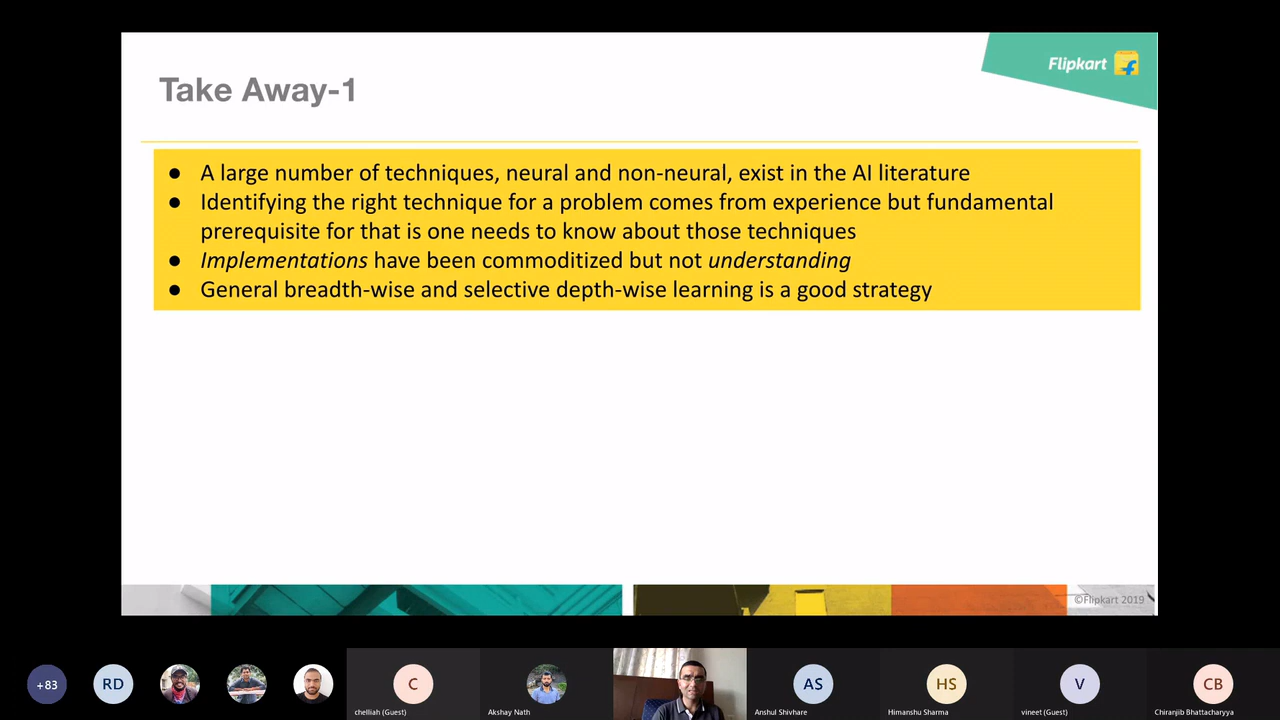 Flipkart
Take Away-1
● A large number of techniques, neural and non-neural, exist in the AI literature
● Identifying the right technique for a problem comes from experience but fundamental
prerequisite for that is one needs to know about those techniques
● Implementations have been commoditized but not understanding
● General breadth-wise and selective depth-wise learning is a good strategy
©Flipkart 2019
+83
RD
C
AS
HS
V
CB
chelliah (Guest)
Akshay Nath
Anshul Shivhare
Himanshu Sharma
vineet (Guest)
Chiranjib Bhattacharyya